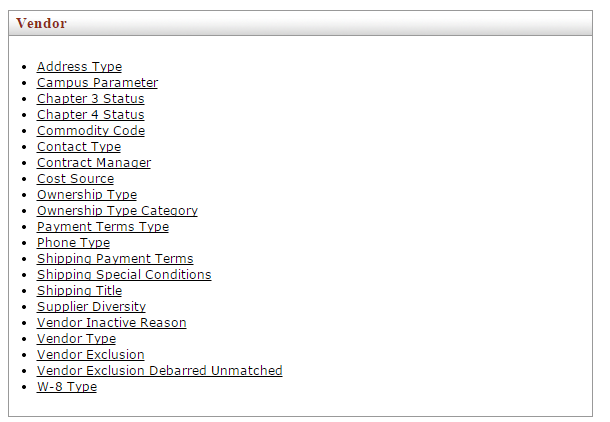 Vendor
Address Type
Campus Parameter
Chapter 3 Status
Chapter 4 Status
Commodity Code
Contact Type
Contract Manager
Cost Source
Ownership Type
Ownership Type Category
Payment Terms Type
Phone Type
Shipping Payment Terms
Shipping Special Conditions
Shipping Title
Supplier Diversity
Vendor Inactive Reason
Vendor Type
Vendor Exclusion
Vendor Exclusion Debarred Unmatched
W-8 Type